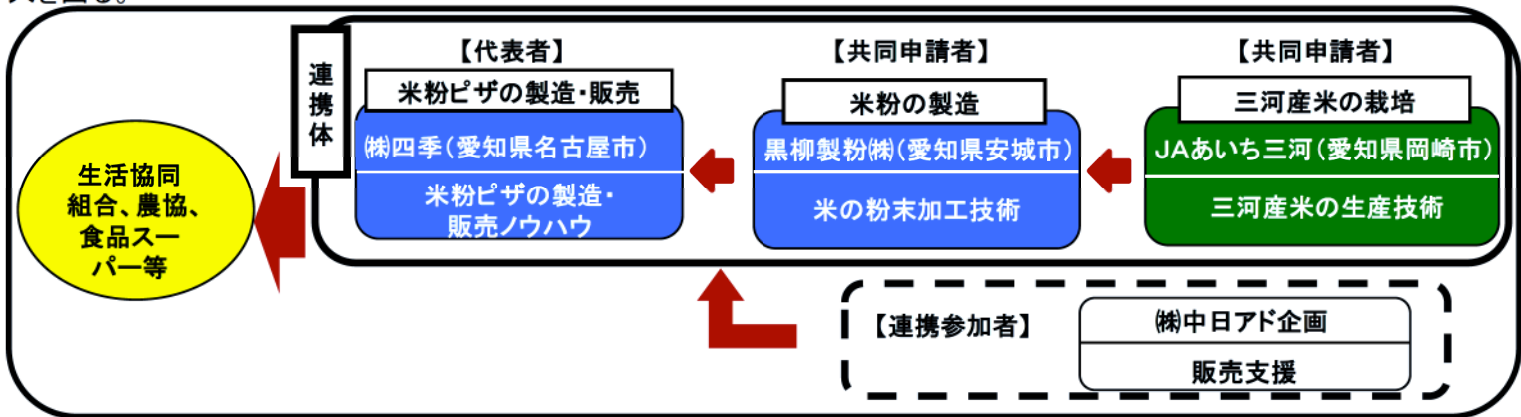 連携体
【代表者】
米粉ピザの製造・販売
㈱四季(愛知県名古屋市)
米粉ピザの製造・
販売ノウハウ
【共同申請者】
米粉の製造
黒柳製粉㈱(愛知県安城市)
米の粉末加工技術
【共同申請者】
三河産米の栽培
JAあいち三河(愛知県岡崎市)
三河産米の生産技術
生活協同
組合、農協、
食品スー
パー等
【連携参加者】
㈱中日アド企画
販売支援